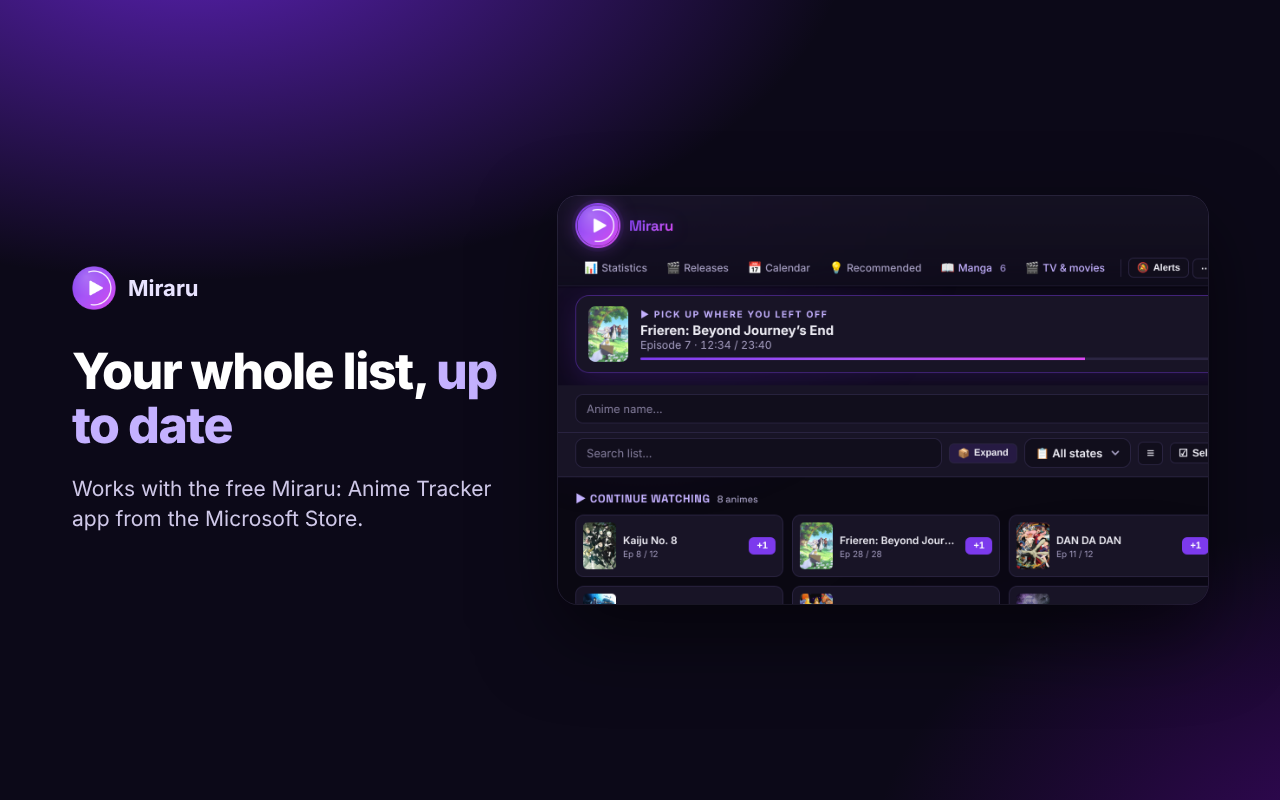 Miraru
Your whole list, up
to date
Works with the free Miraru: Anime Tracker
app from the Microsoft Store.
Miraru
Statistics
Releases
Calendar
Recommended
Manga 6
TV & movies
Alerts
PICK UP WHERE YOU LEFT OFF
Frieren: Beyond Journey’s End
Episode 7 · 12:34 / 23:40
Anime name...
Search list...
Expand
All states
Sel
CONTINUE WATCHING 8 animes
Kaiju No. 8
Ep 8 / 12
+1
Frieren: Beyond Jour...
Ep 28 / 28
+1
DAN DA DAN
Ep 11 / 12
+1